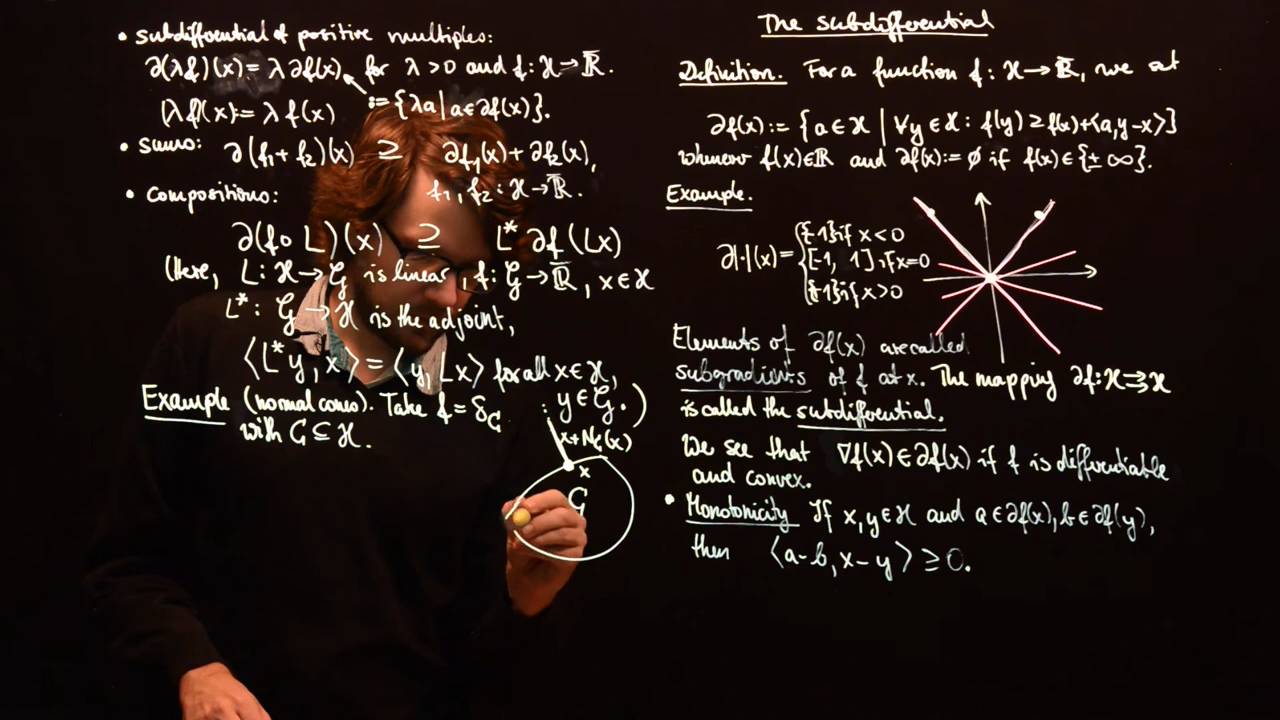 • Subdifferential of positive multiples:
∂(λf)(x) = λ ∂f(x) for λ > 0 and f: ℋ → ℝ̄.
(λf)(x) := λ f(x) := {λa | a ∈ ∂f(x)}.
• Sums: ∂(f₁ + f₂)(x) ⊇ ∂f₁(x) + ∂f₂(x),
f₁, f₂ : ℋ → ℝ̄.
• Compositions:
∂(f ∘ L)(x) ⊇ L* ∂f(Lx)
(Here, L: ℋ → 𝒢 is linear, f: 𝒢 → ℝ̄, x ∈ ℋ
L*: 𝒢 → ℋ is the adjoint,
⟨L*y, x⟩ = ⟨y, Lx⟩ for all x ∈ ℋ,
y ∈ 𝒢.)
Example (normal cones). Take f = δ_C
with C ⊆ ℋ.
x + N_C(x)
x
C
The subdifferential
Definition. For a function f: ℋ → ℝ̄, we set
∂f(x) := {a ∈ ℋ | ∀y ∈ ℋ: f(y) ≥ f(x) + ⟨a, y-x⟩}
whenever f(x) ∈ ℝ and ∂f(x) := ∅ if f(x) ∈ {±∞}.
Example.
∂|·|(x) = { {-1} if x < 0
[-1, 1] if x = 0
{1} if x > 0
Elements of ∂f(x) are called
subgradients of f at x. The mapping ∂f: ℋ ⇉ ℋ
is called the subdifferential.
We see that ∇f(x) ∈ ∂f(x) if f is differentiable
and convex.
• Monotonicity If x, y ∈ ℋ and a ∈ ∂f(x), b ∈ ∂f(y),
then ⟨a-b, x-y⟩ ≥ 0.